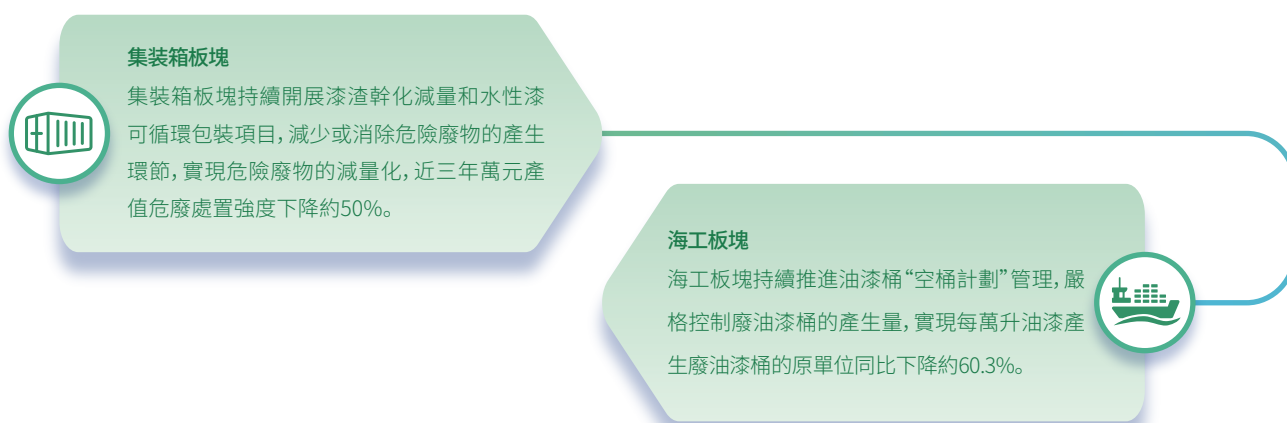 集装箱板塊
集裝箱板塊持續開展漆渣幹化減量和水性漆
可循環包裝項目，減少或消除危險廢物的產生
環節，實現危險廢物的減量化，近三年萬元產
值危廢處置強度下降約50%。
海工板塊
海工板塊持續推進油漆桶“空桶計劃”管理，嚴
格控制廢油漆桶的產生量，實現每萬升油漆產
生廢油漆桶的原單位同比下降約60.3%。